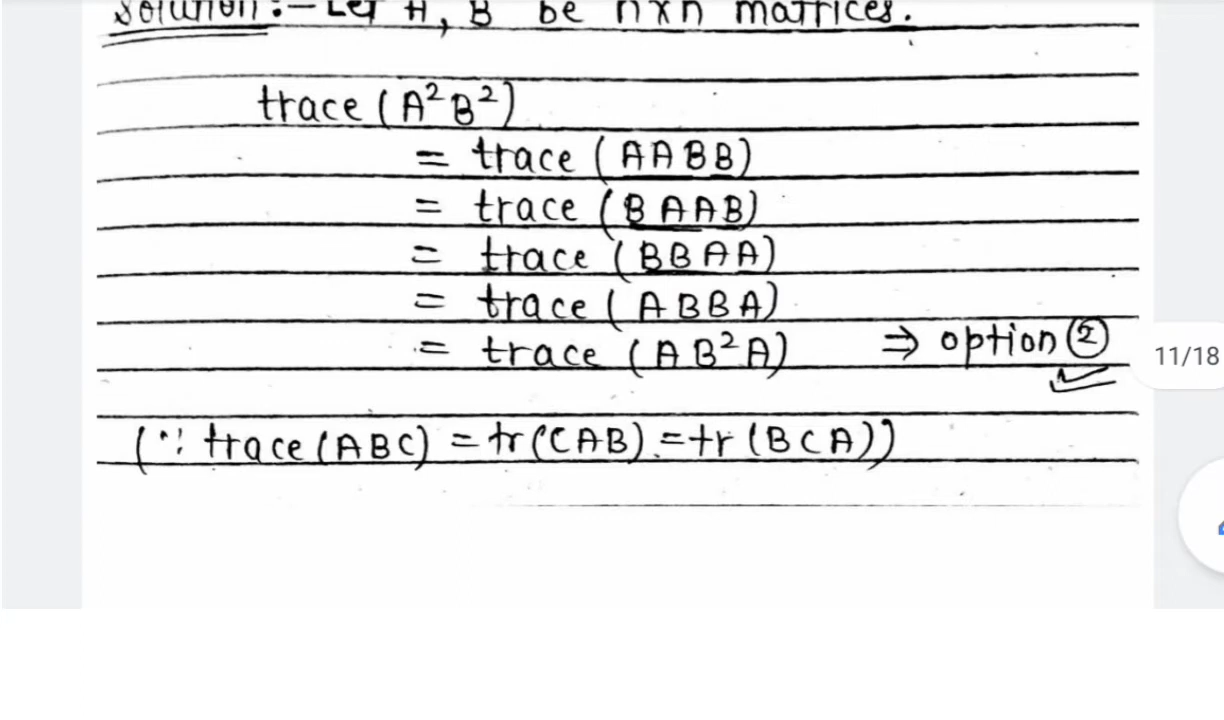 Solution :- Let A, B be n×n matrices.
trace (A²B²)
= trace (AABB)
= trace (BAAB)
= trace (BBAA)
= trace (ABBA)
= trace (AB²A) ⇒ option ②
11/18
(∵ trace(ABC) = tr(CAB) = tr(BCA))